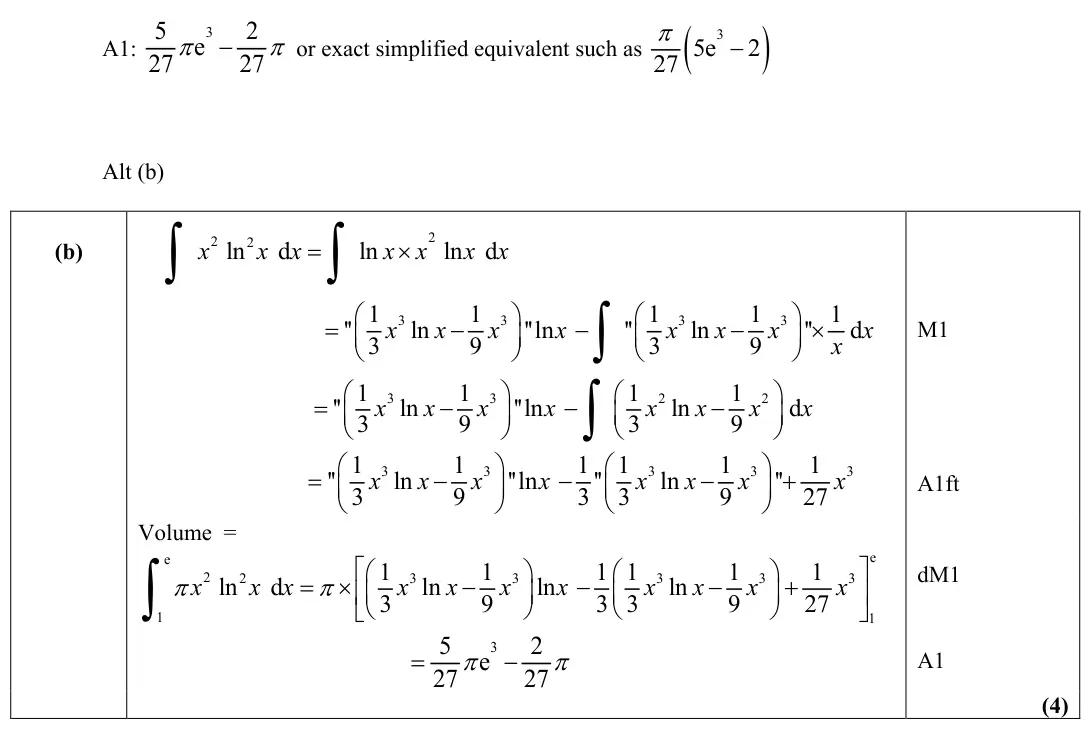 A1: 5/27 πe³ − 2/27 π or exact simplified equivalent such as π/27 (5e³ − 2)
Alt (b)
(b) ∫ x² ln² x dx = ∫ ln x × x² lnx dx
= "(1/3 x³ ln x − 1/9 x³)" lnx − ∫ "(1/3 x³ ln x − 1/9 x³)" × 1/x dx M1
= "(1/3 x³ ln x − 1/9 x³)" lnx − ∫ (1/3 x² ln x − 1/9 x²) dx
= "(1/3 x³ ln x − 1/9 x³)" lnx − 1/3 "(1/3 x³ ln x − 1/9 x³)" + 1/27 x³ A1ft
Volume =
∫₁ᵉ πx² ln² x dx = π × [(1/3 x³ ln x − 1/9 x³) lnx − 1/3 (1/3 x³ ln x − 1/9 x³) + 1/27 x³]₁ᵉ dM1
= 5/27 πe³ − 2/27 π A1
(4)